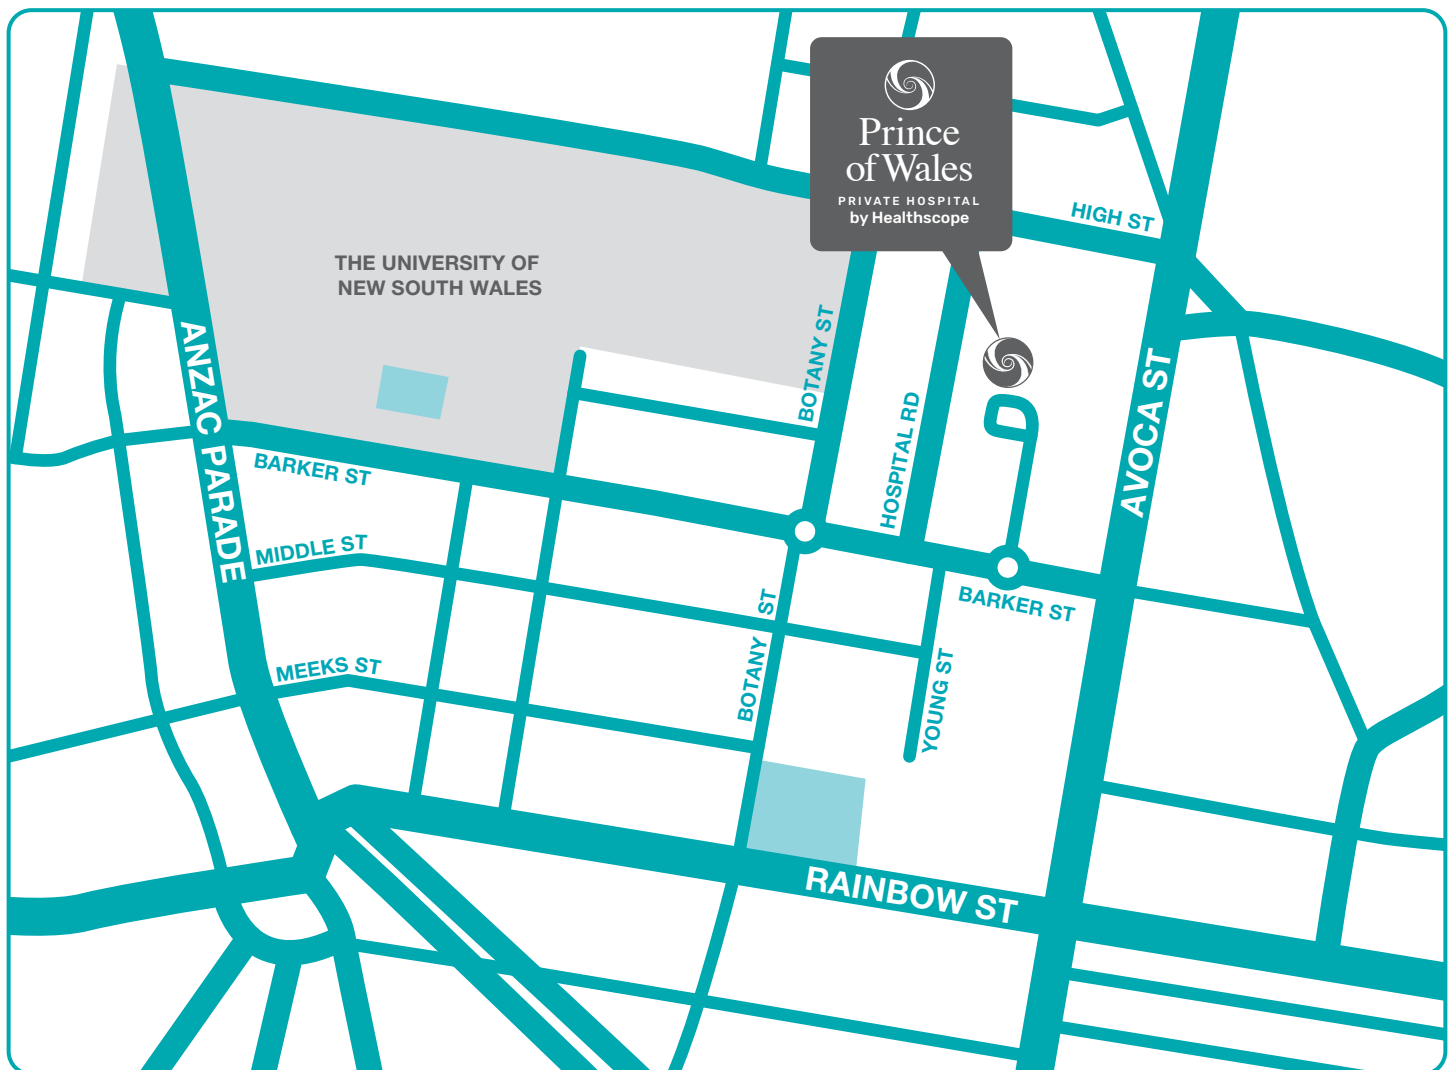 Prince
of Wales
PRIVATE HOSPITAL
by Healthscope
HIGH ST
THE UNIVERSITY OF
NEW SOUTH WALES
BOTANY ST
ANZAC PARADE
AVOCA ST
HOSPITAL RD
BARKER ST
MIDDLE ST
BARKER ST
BOTANY ST
YOUNG ST
MEEKS ST
RAINBOW ST